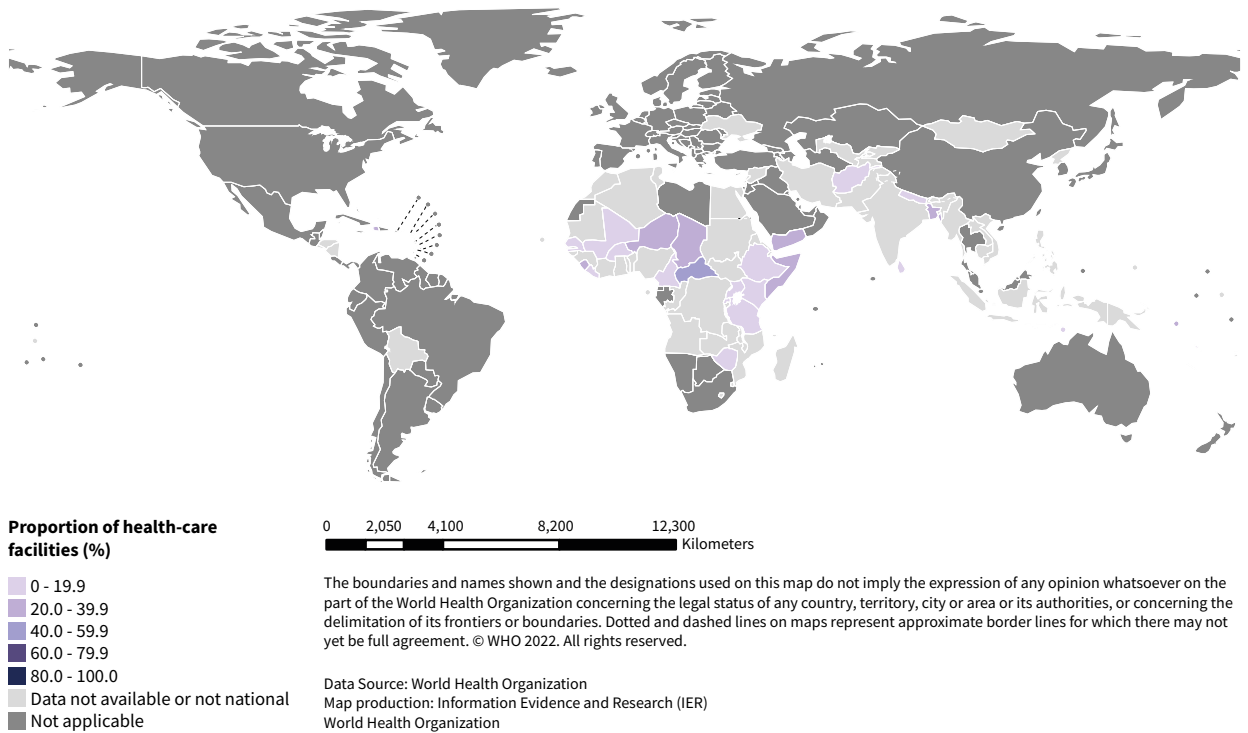 Proportion of health-care
facilities (%)
0 - 19.9
20.0 - 39.9
40.0 - 59.9
60.0 - 79.9
80.0 - 100.0
Data not available or not national
Not applicable
0 2,050 4,100 8,200 12,300
Kilometers
The boundaries and names shown and the designations used on this map do not imply the expression of any opinion whatsoever on the
part of the World Health Organization concerning the legal status of any country, territory, city or area or its authorities, or concerning the
delimitation of its frontiers or boundaries. Dotted and dashed lines on maps represent approximate border lines for which there may not
yet be full agreement. © WHO 2022. All rights reserved.
Data Source: World Health Organization
Map production: Information Evidence and Research (IER)
World Health Organization